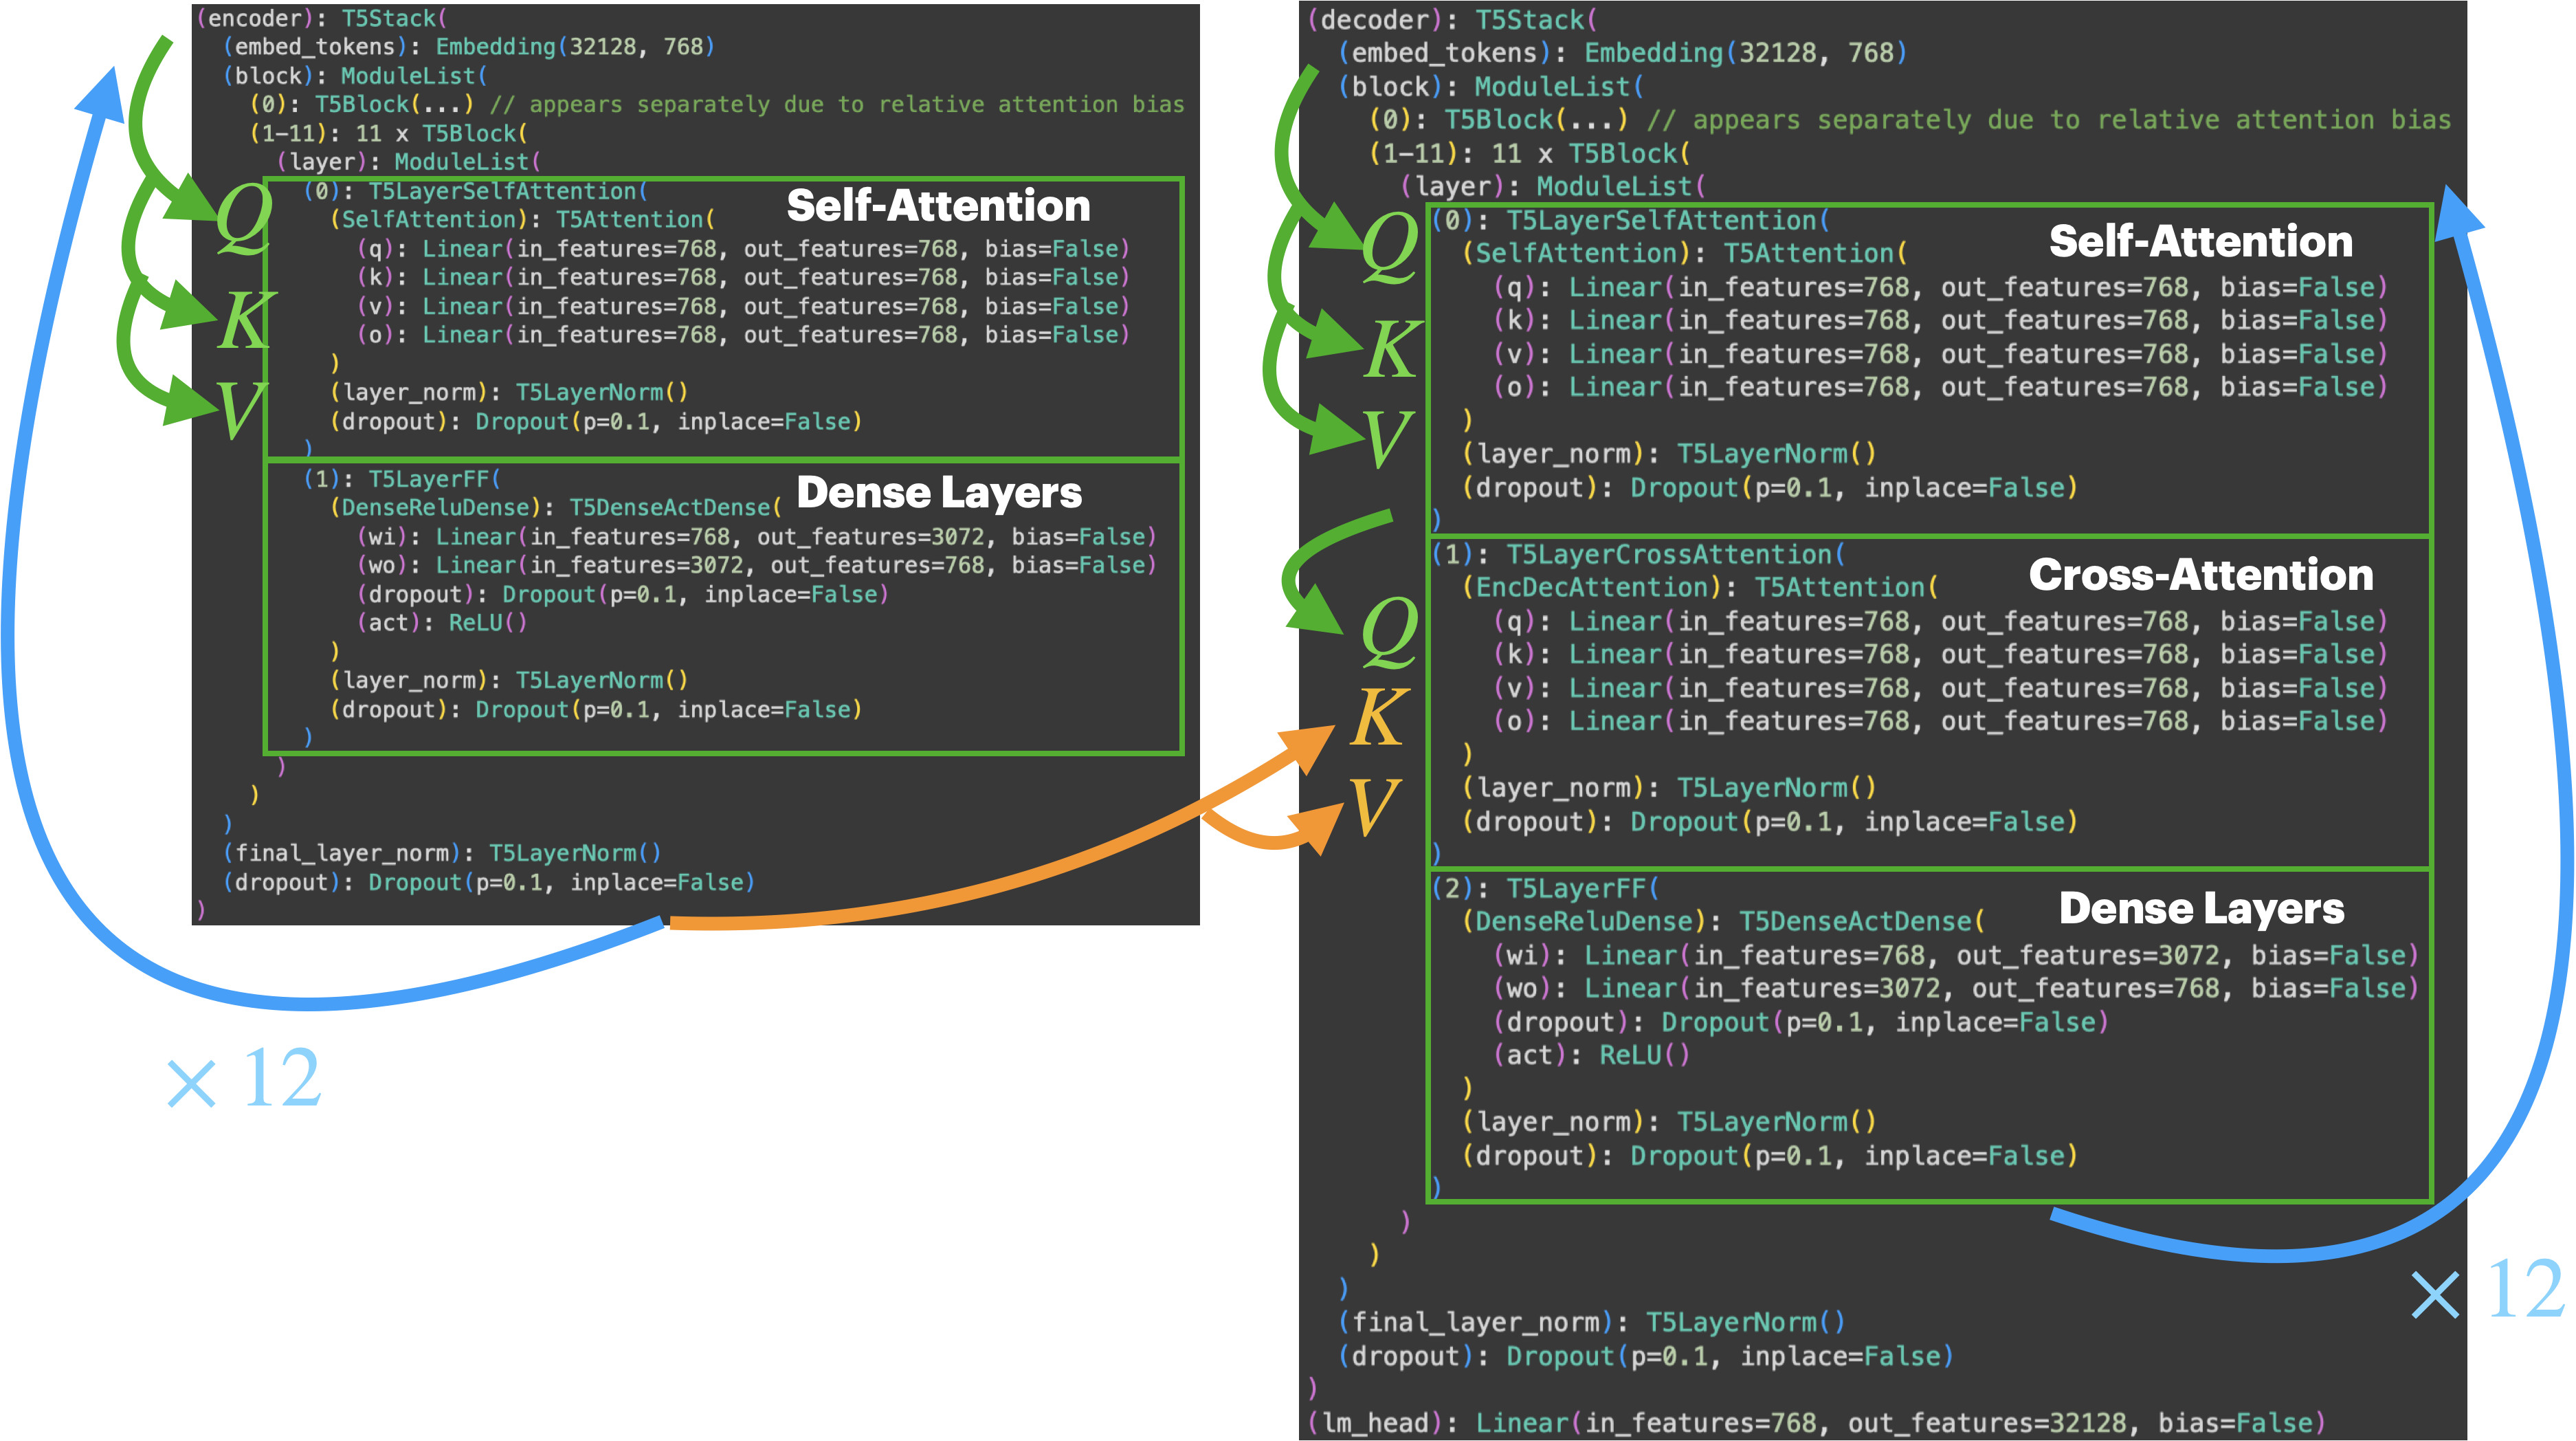 (encoder): T5Stack(
(embed_tokens): Embedding(32128, 768)
(block): ModuleList(
(0): T5Block(...) // appears separately due to relative attention bias
(1-11): 11 x T5Block(
(layer): ModuleList(
(0): T5LayerSelfAttention(
Self-Attention
(SelfAttention): T5Attention(
(q): Linear(in_features=768, out_features=768, bias=False)
(k): Linear(in_features=768, out_features=768, bias=False)
(v): Linear(in_features=768, out_features=768, bias=False)
(o): Linear(in_features=768, out_features=768, bias=False)
)
(layer_norm): T5LayerNorm()
(dropout): Dropout(p=0.1, inplace=False)
)
Q
K
V
(1): T5LayerFF(
Dense Layers
(DenseReluDense): T5DenseActDense(
(wi): Linear(in_features=768, out_features=3072, bias=False)
(wo): Linear(in_features=3072, out_features=768, bias=False)
(dropout): Dropout(p=0.1, inplace=False)
(act): ReLU()
)
(layer_norm): T5LayerNorm()
(dropout): Dropout(p=0.1, inplace=False)
)
)
)
)
(final_layer_norm): T5LayerNorm()
(dropout): Dropout(p=0.1, inplace=False)
)
× 12
(decoder): T5Stack(
(embed_tokens): Embedding(32128, 768)
(block): ModuleList(
(0): T5Block(...) // appears separately due to relative attention bias
(1-11): 11 x T5Block(
(layer): ModuleList(
(0): T5LayerSelfAttention(
Self-Attention
(SelfAttention): T5Attention(
(q): Linear(in_features=768, out_features=768, bias=False)
(k): Linear(in_features=768, out_features=768, bias=False)
(v): Linear(in_features=768, out_features=768, bias=False)
(o): Linear(in_features=768, out_features=768, bias=False)
)
(layer_norm): T5LayerNorm()
(dropout): Dropout(p=0.1, inplace=False)
)
Q
K
V
(1): T5LayerCrossAttention(
Cross-Attention
(EncDecAttention): T5Attention(
(q): Linear(in_features=768, out_features=768, bias=False)
(k): Linear(in_features=768, out_features=768, bias=False)
(v): Linear(in_features=768, out_features=768, bias=False)
(o): Linear(in_features=768, out_features=768, bias=False)
)
(layer_norm): T5LayerNorm()
(dropout): Dropout(p=0.1, inplace=False)
)
Q
K
V
(2): T5LayerFF(
Dense Layers
(DenseReluDense): T5DenseActDense(
(wi): Linear(in_features=768, out_features=3072, bias=False)
(wo): Linear(in_features=3072, out_features=768, bias=False)
(dropout): Dropout(p=0.1, inplace=False)
(act): ReLU()
)
(layer_norm): T5LayerNorm()
(dropout): Dropout(p=0.1, inplace=False)
)
)
)
)
(final_layer_norm): T5LayerNorm()
(dropout): Dropout(p=0.1, inplace=False)
)
(lm_head): Linear(in_features=768, out_features=32128, bias=False)
× 12